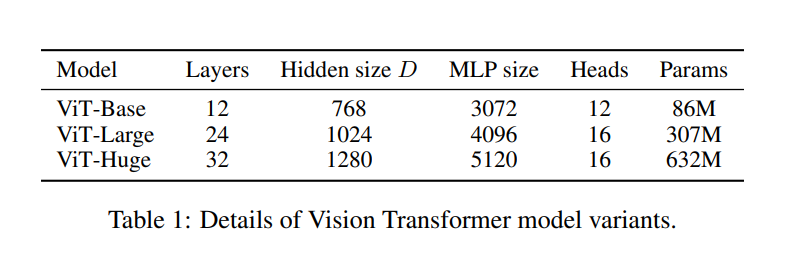 Model Layers Hidden size D MLP size Heads Params
ViT-Base 12 768 3072 12 86M
ViT-Large 24 1024 4096 16 307M
ViT-Huge 32 1280 5120 16 632M
Table 1: Details of Vision Transformer model variants.